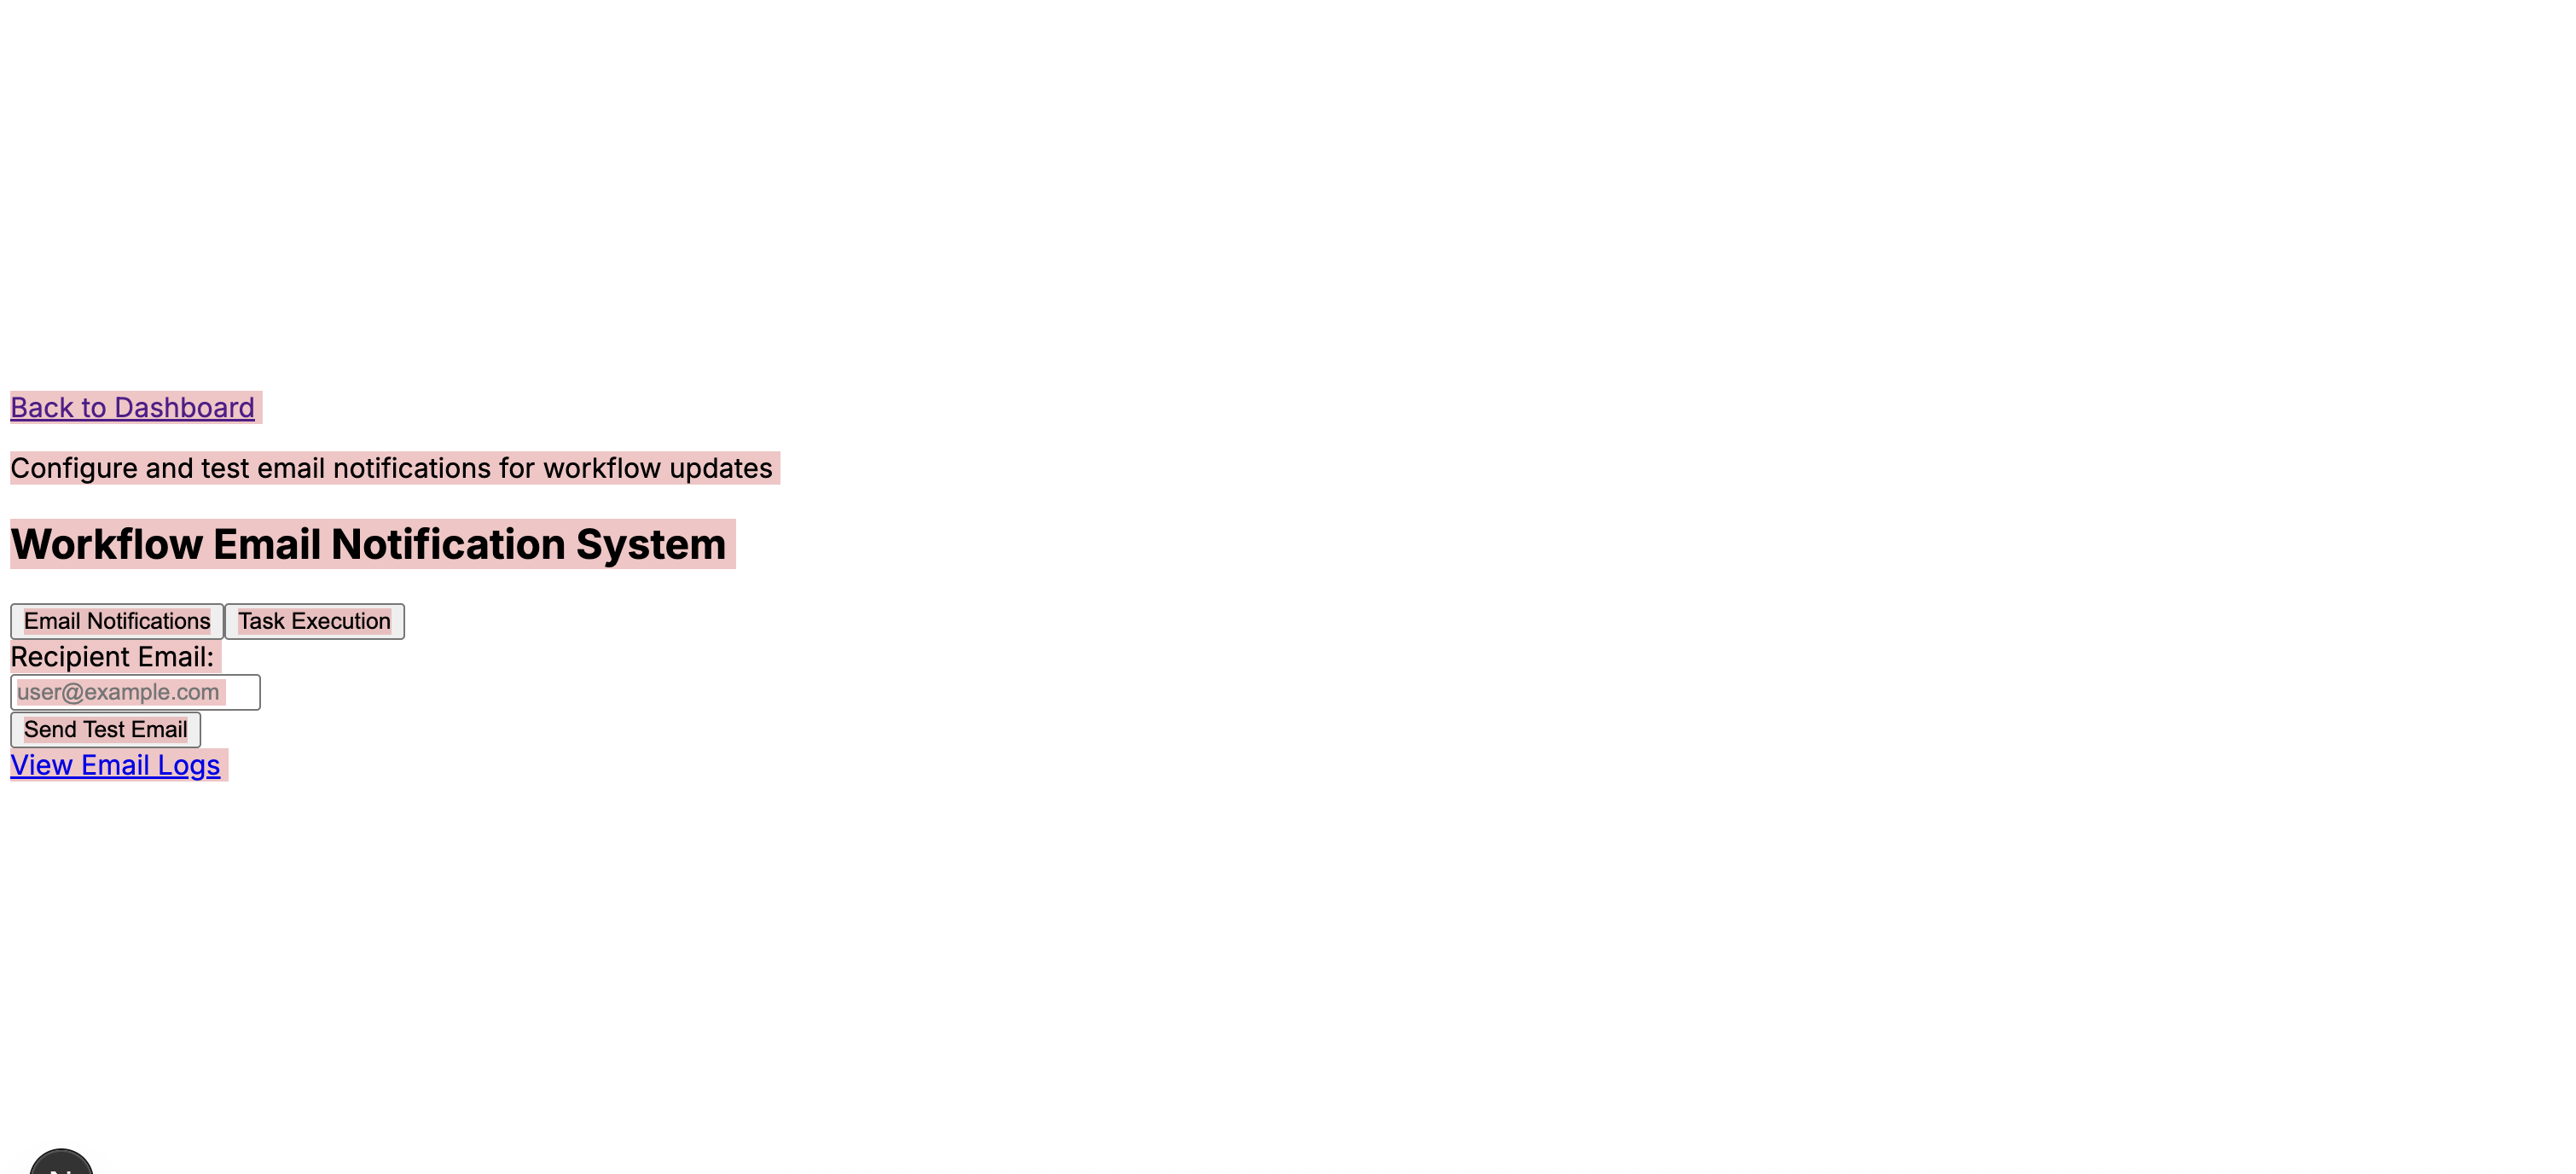 Back to Dashboard
Configure and test email notifications for workflow updates
Workflow Email Notification System
Email Notifications Task Execution
Recipient Email:
user@example.com
Send Test Email
View Email Logs